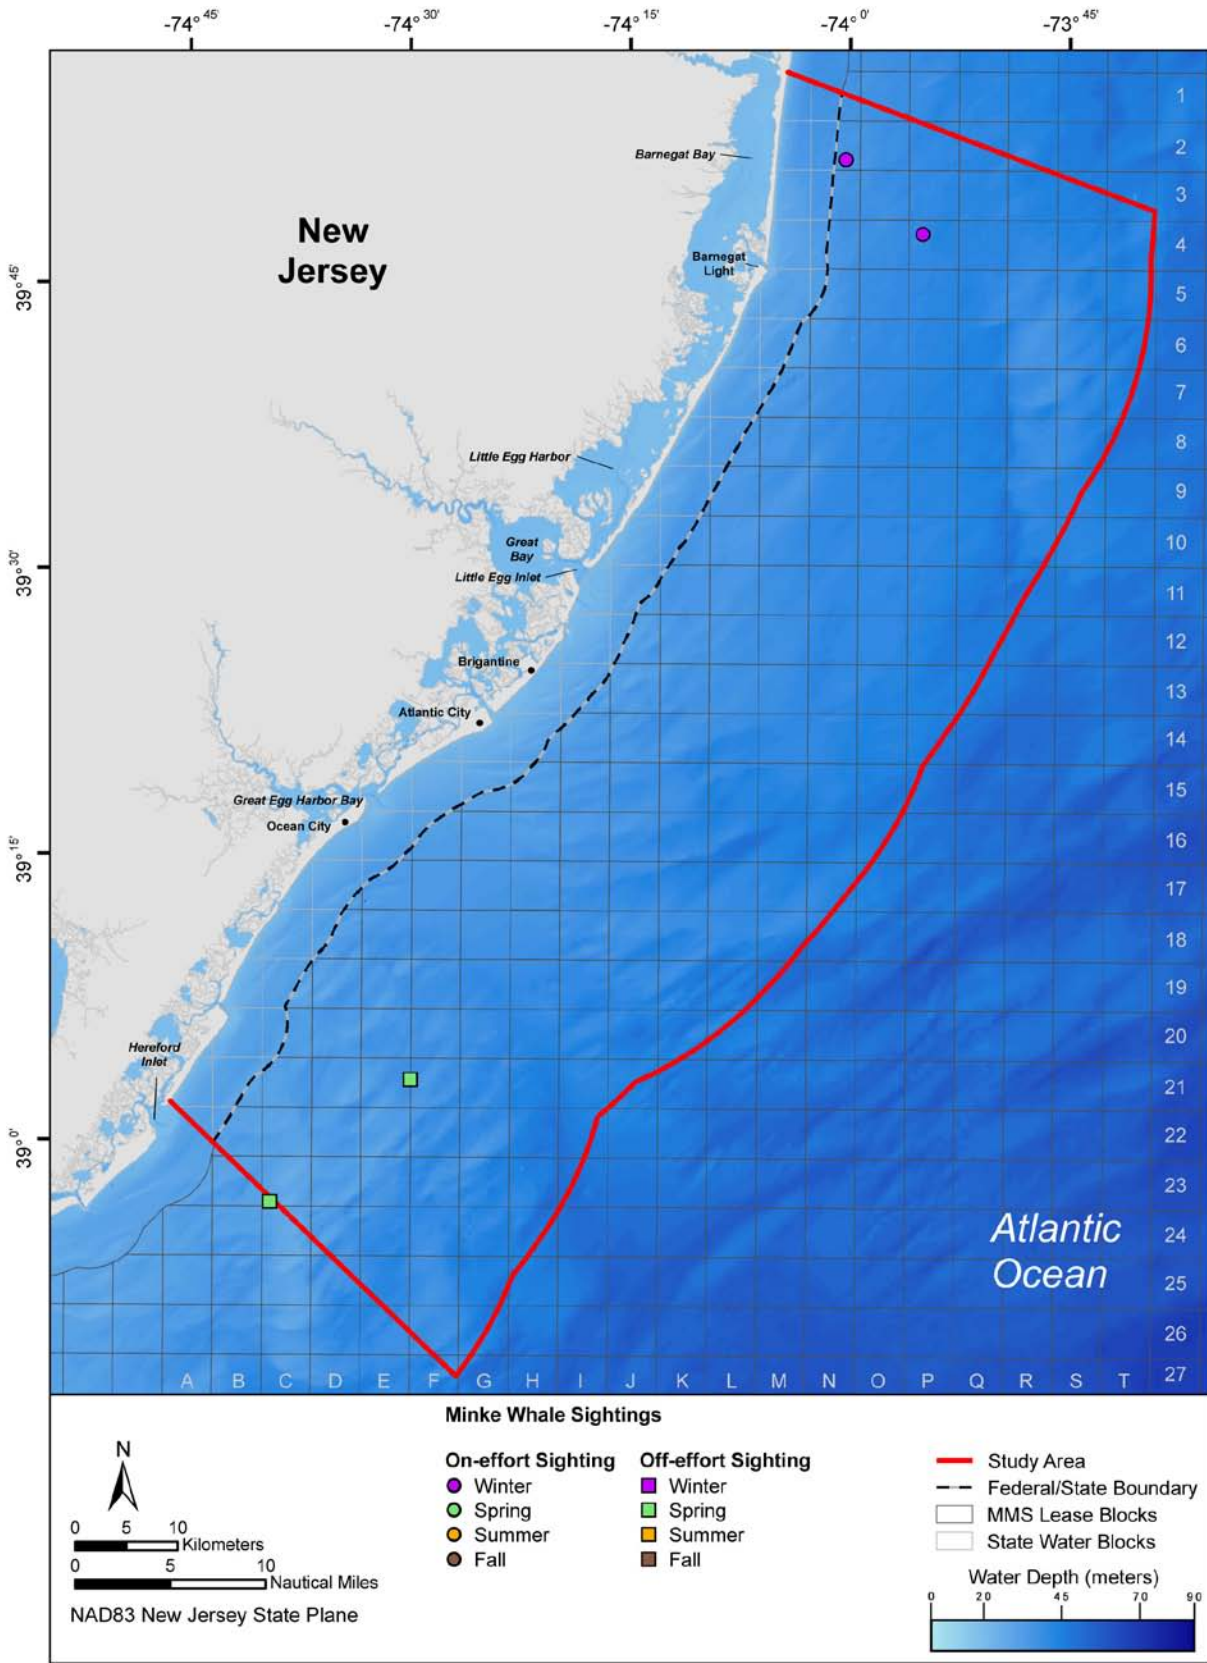 -74° 45'
-74° 30'
-74° 15'
-74° 0'
-73° 45'
1
Barnegat Bay
2
3
New
Jersey
4
Barnegat
Light
39° 45'
5
6
7
8
Little Egg Harbor
9
10
Great
Bay
39° 30'
Little Egg Inlet
11
12
Brigantine
13
Atlantic City
14
15
Great Egg Harbor Bay
Ocean City
16
39° 15'
17
18
19
20
Hereford
Inlet
21
22
39° 0'
23
Atlantic
Ocean
24
25
26
27
A B C D E F G H I J K L M N O P Q R S T
Minke Whale Sightings
N
On-effort Sighting
Winter
Spring
Summer
Fall
Off-effort Sighting
Winter
Spring
Summer
Fall
Study Area
Federal/State Boundary
MMS Lease Blocks
State Water Blocks
0 5 10
Kilometers
0 5 10
Nautical Miles
NAD83 New Jersey State Plane
Water Depth (meters)
0 20 45 70 90